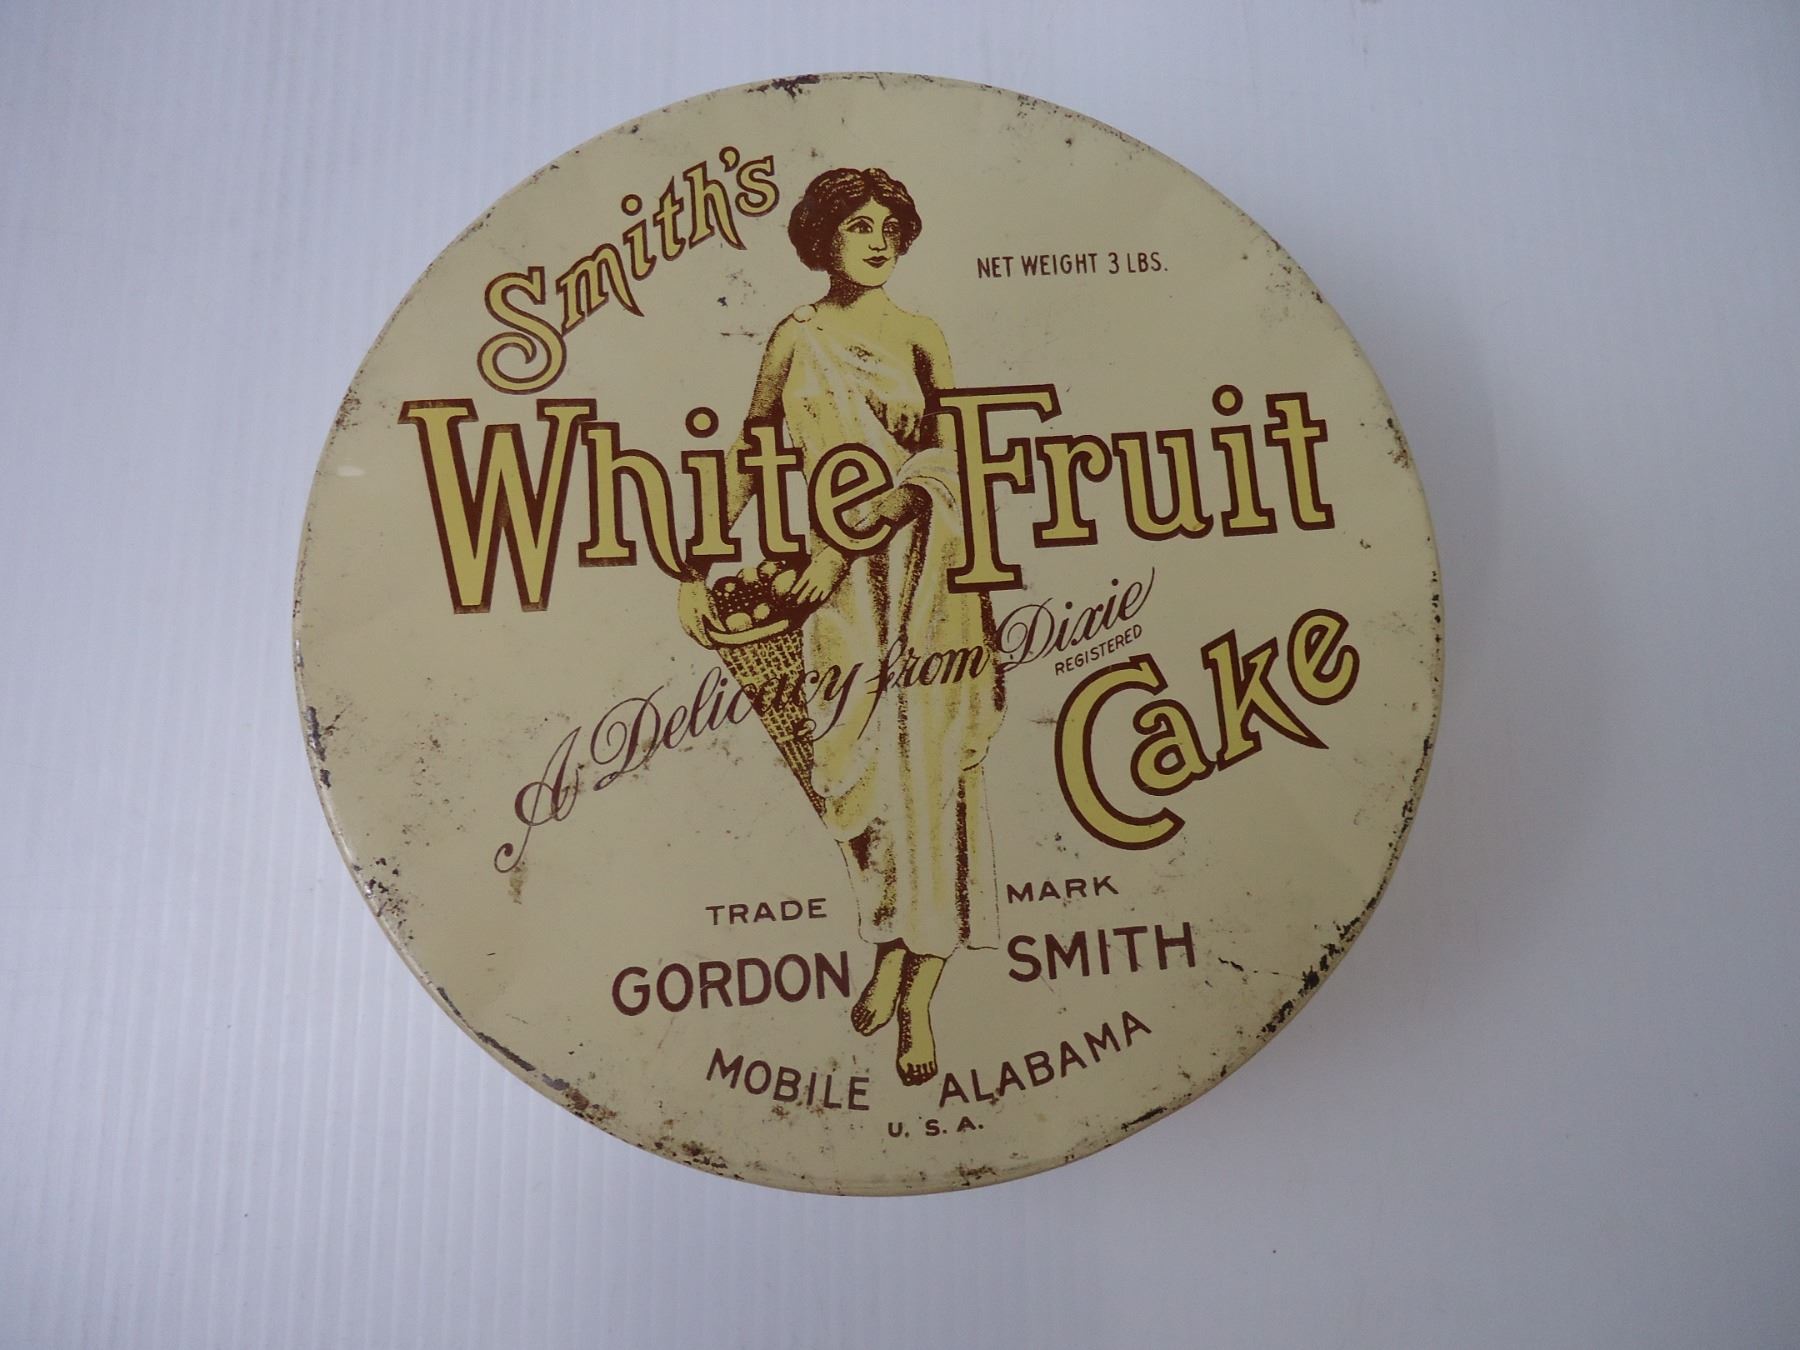 Smith's
NET WEIGHT 3 LBS.
White Fruit
Cake
A Delicacy from Dixie
REGISTERED
TRADE MARK
GORDON SMITH
MOBILE ALABAMA
U. S. A.